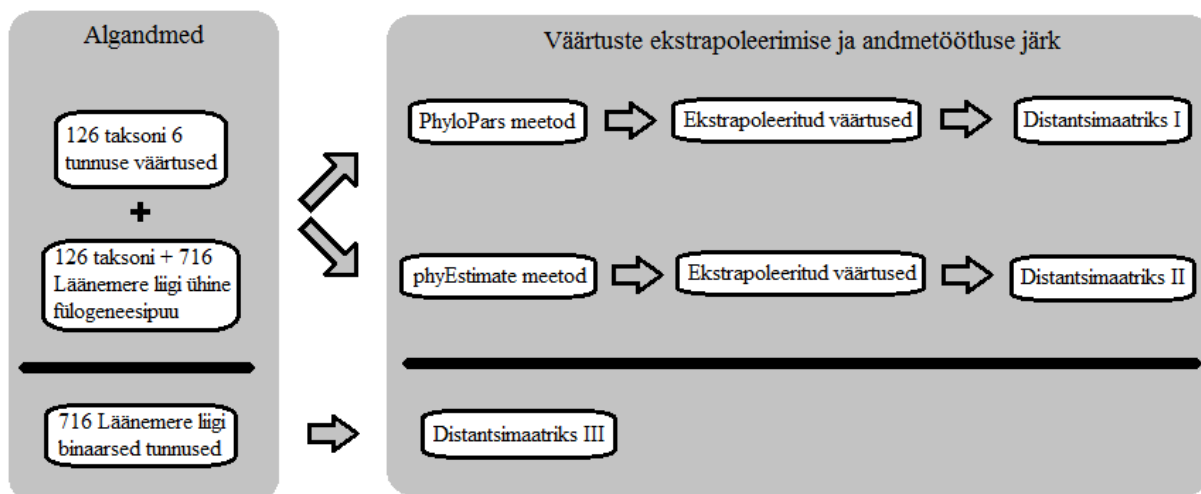 Algandmed
126 taksoni 6
tunnuse väärtused
+
126 taksoni + 716
Läänemere liigi ühine
fülogeneesipuu
716 Läänemere liigi
binaarsed tunnused
Väärtuste ekstrapoleerimise ja andmetöötluse järk
PhyloPars meetod
Ekstrapoleeritud väärtused
Distantsimaatriks I
phyEstimate meetod
Ekstrapoleeritud väärtused
Distantsimaatriks II
Distantsimaatriks III